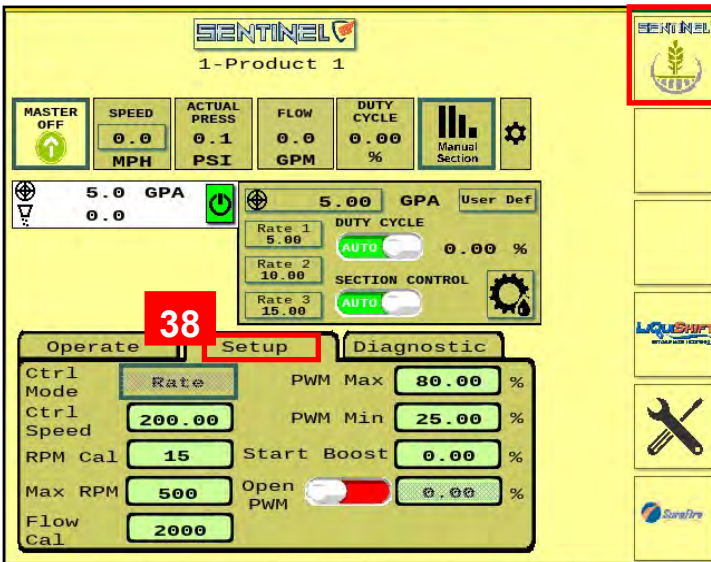 SENTINEL
1-Product 1
SENTINEL
MASTER OFF
SPEED
0.0
MPH
ACTUAL PRESS
0.1
PSI
FLOW
0.0
GPM
DUTY CYCLE
0.00
%
Manual Section
5.0 GPA
0.0
5.00 GPA User Def
DUTY CYCLE
Rate 1
5.00
AUTO 0.00 %
Rate 2
10.00
SECTION CONTROL
Rate 3
15.00
AUTO
38
Operate Setup Diagnostic
Ctrl Mode Rate PWM Max 80.00 %
Ctrl Speed 200.00 PWM Min 25.00 %
RPM Cal 15 Start Boost 0.00 %
Max RPM 500 Open PWM 0.00 %
Flow Cal 2000
LiquiShift
SureFire